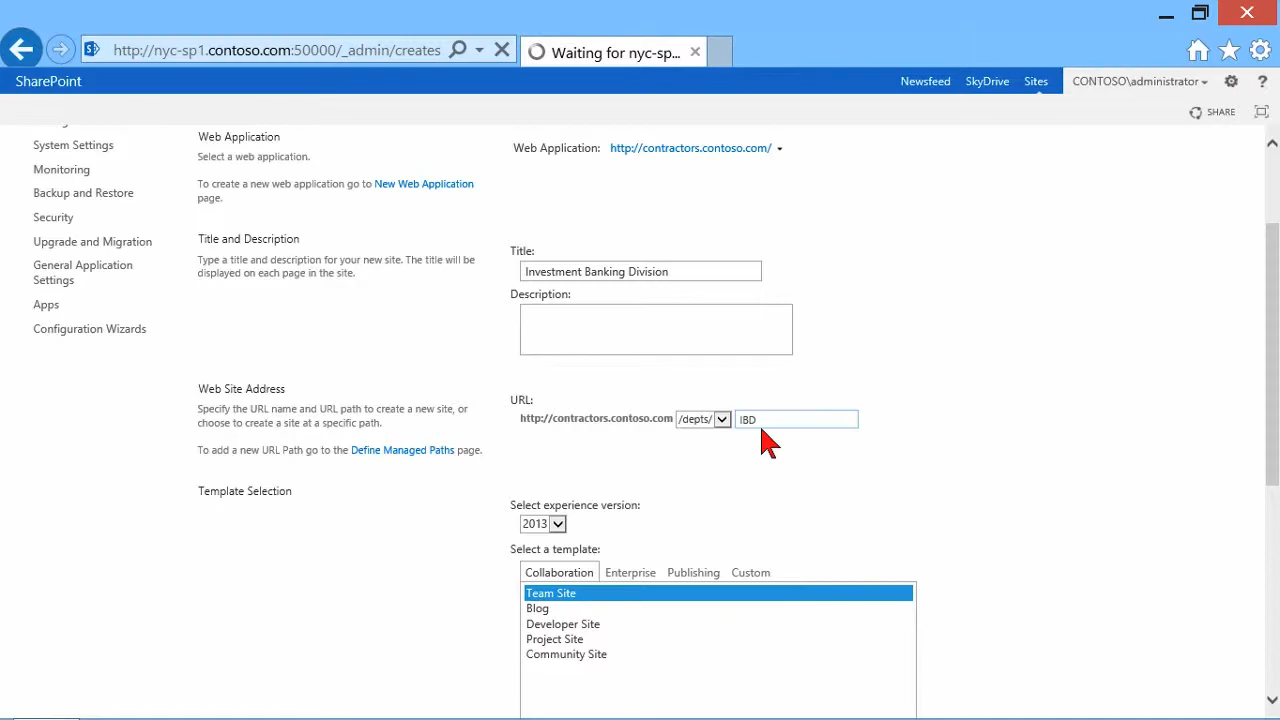 http://nyc-sp1.contoso.com:50000/_admin/creates
Waiting for nyc-sp...
SharePoint
Newsfeed SkyDrive Sites CONTOSO\administrator ?
SHARE
System Settings
Monitoring
Backup and Restore
Security
Upgrade and Migration
General Application
Settings
Apps
Configuration Wizards
Web Application
Select a web application.
To create a new web application go to New Web Application
page.
Web Application: http://contractors.contoso.com/
Title and Description
Type a title and description for your new site. The title will be
displayed on each page in the site.
Title:
Investment Banking Division
Description:
Web Site Address
Specify the URL name and URL path to create a new site, or
choose to create a site at a specific path.
To add a new URL Path go to the Define Managed Paths page.
URL:
http://contractors.contoso.com /depts/ IBD
Template Selection
Select experience version:
2013
Select a template:
Collaboration Enterprise Publishing Custom
Team Site
Blog
Developer Site
Project Site
Community Site